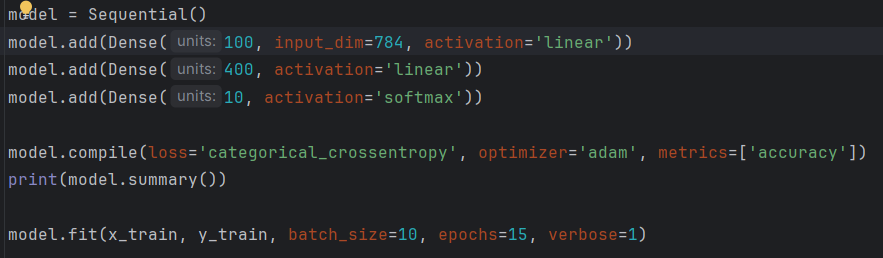 model = Sequential()
model.add(Dense( units: 100, input_dim=784, activation='linear'))
model.add(Dense( units: 400, activation='linear'))
model.add(Dense( units: 10, activation='softmax'))
model.compile(loss='categorical_crossentropy', optimizer='adam', metrics=['accuracy'])
print(model.summary())
model.fit(x_train, y_train, batch_size=10, epochs=15, verbose=1)